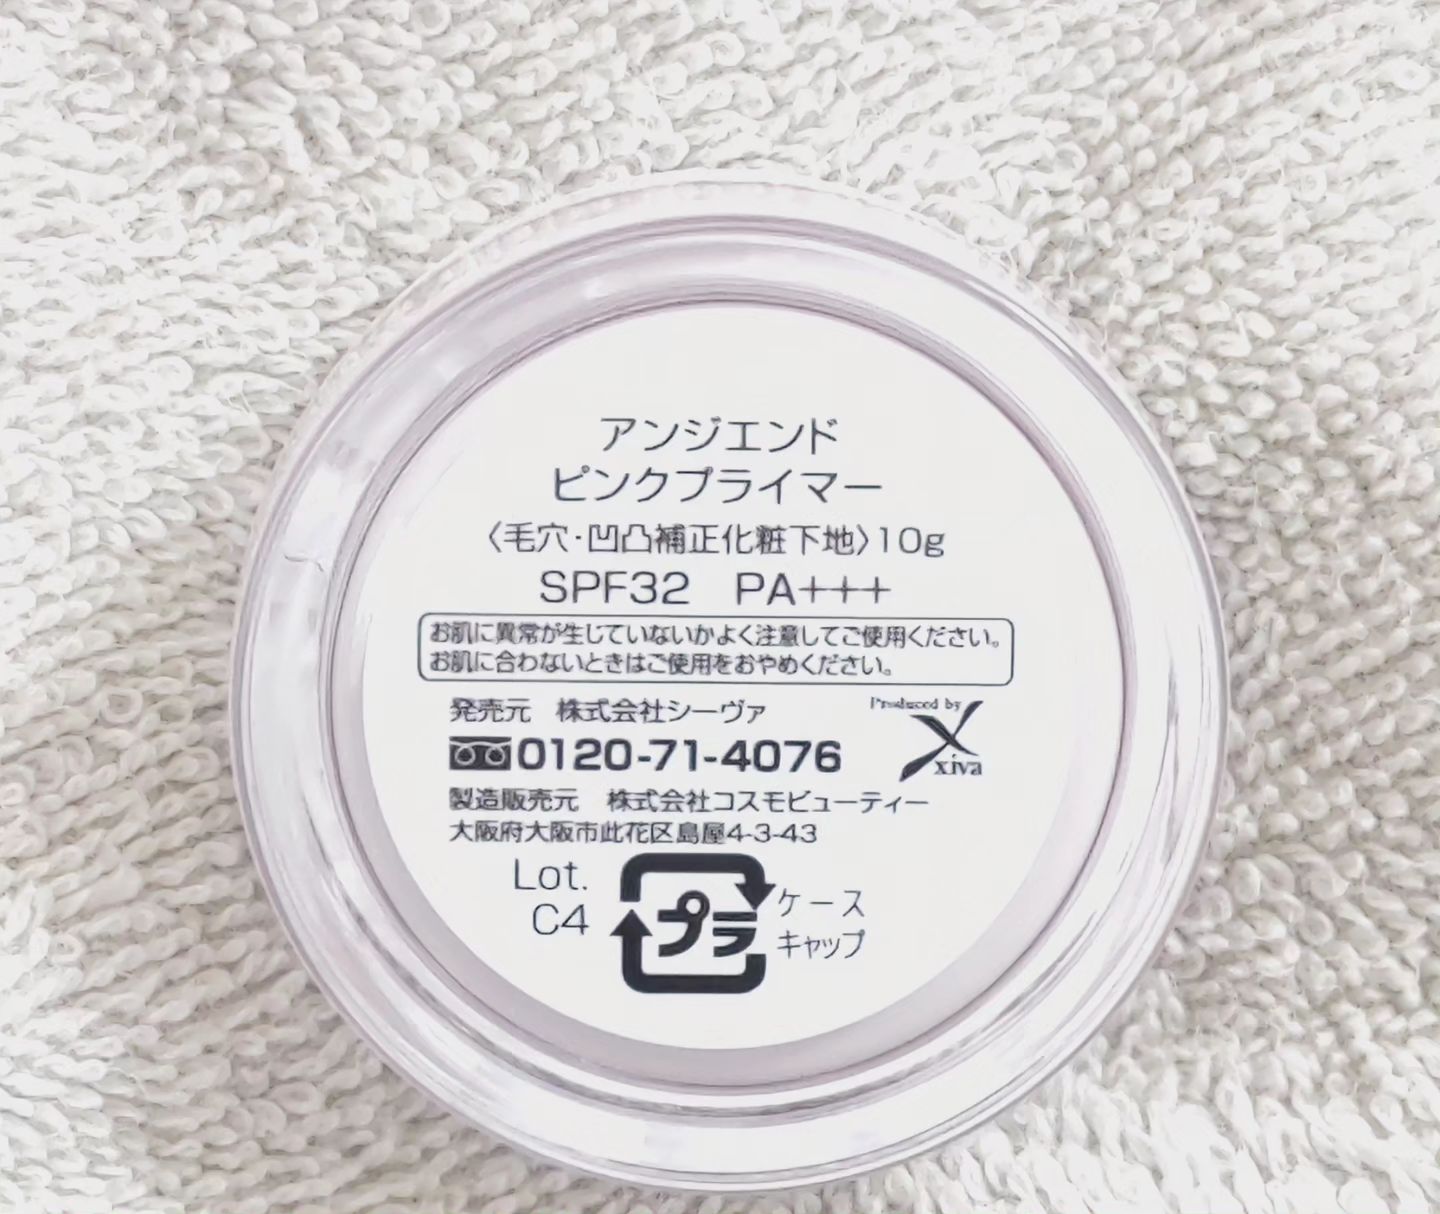 アンジエンド
ピンクプライマー
〈毛穴・凹凸補正化粧下地〉10g
SPF32　PA+++
お肌に異常が生じていないかよく注意してご使用ください。
お肌に合わないときはご使用をおやめください。
発売元　株式会社シーヴァ
Produced by
xiva
0120-71-4076
製造販売元　株式会社コスモビューティー
大阪府大阪市此花区島屋4-3-43
Lot.
C4
プラ
ケース
キャップ